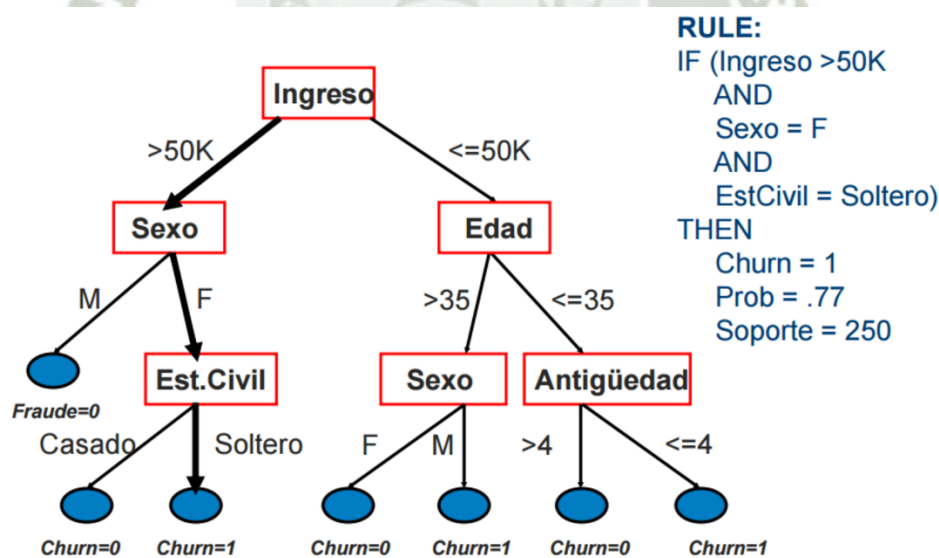 RULE:
IF (Ingreso >50K
AND
Sexo = F
AND
EstCivil = Soltero)
THEN
Churn = 1
Prob = .77
Soporte = 250
Ingreso
>50K
<=50K
Sexo
Edad
M
F
>35
<=35
Est.Civil
Sexo
Antigüedad
Fraude=0
Casado
Soltero
F
M
>4
<=4
Churn=0
Churn=1
Churn=0
Churn=1
Churn=0
Churn=1